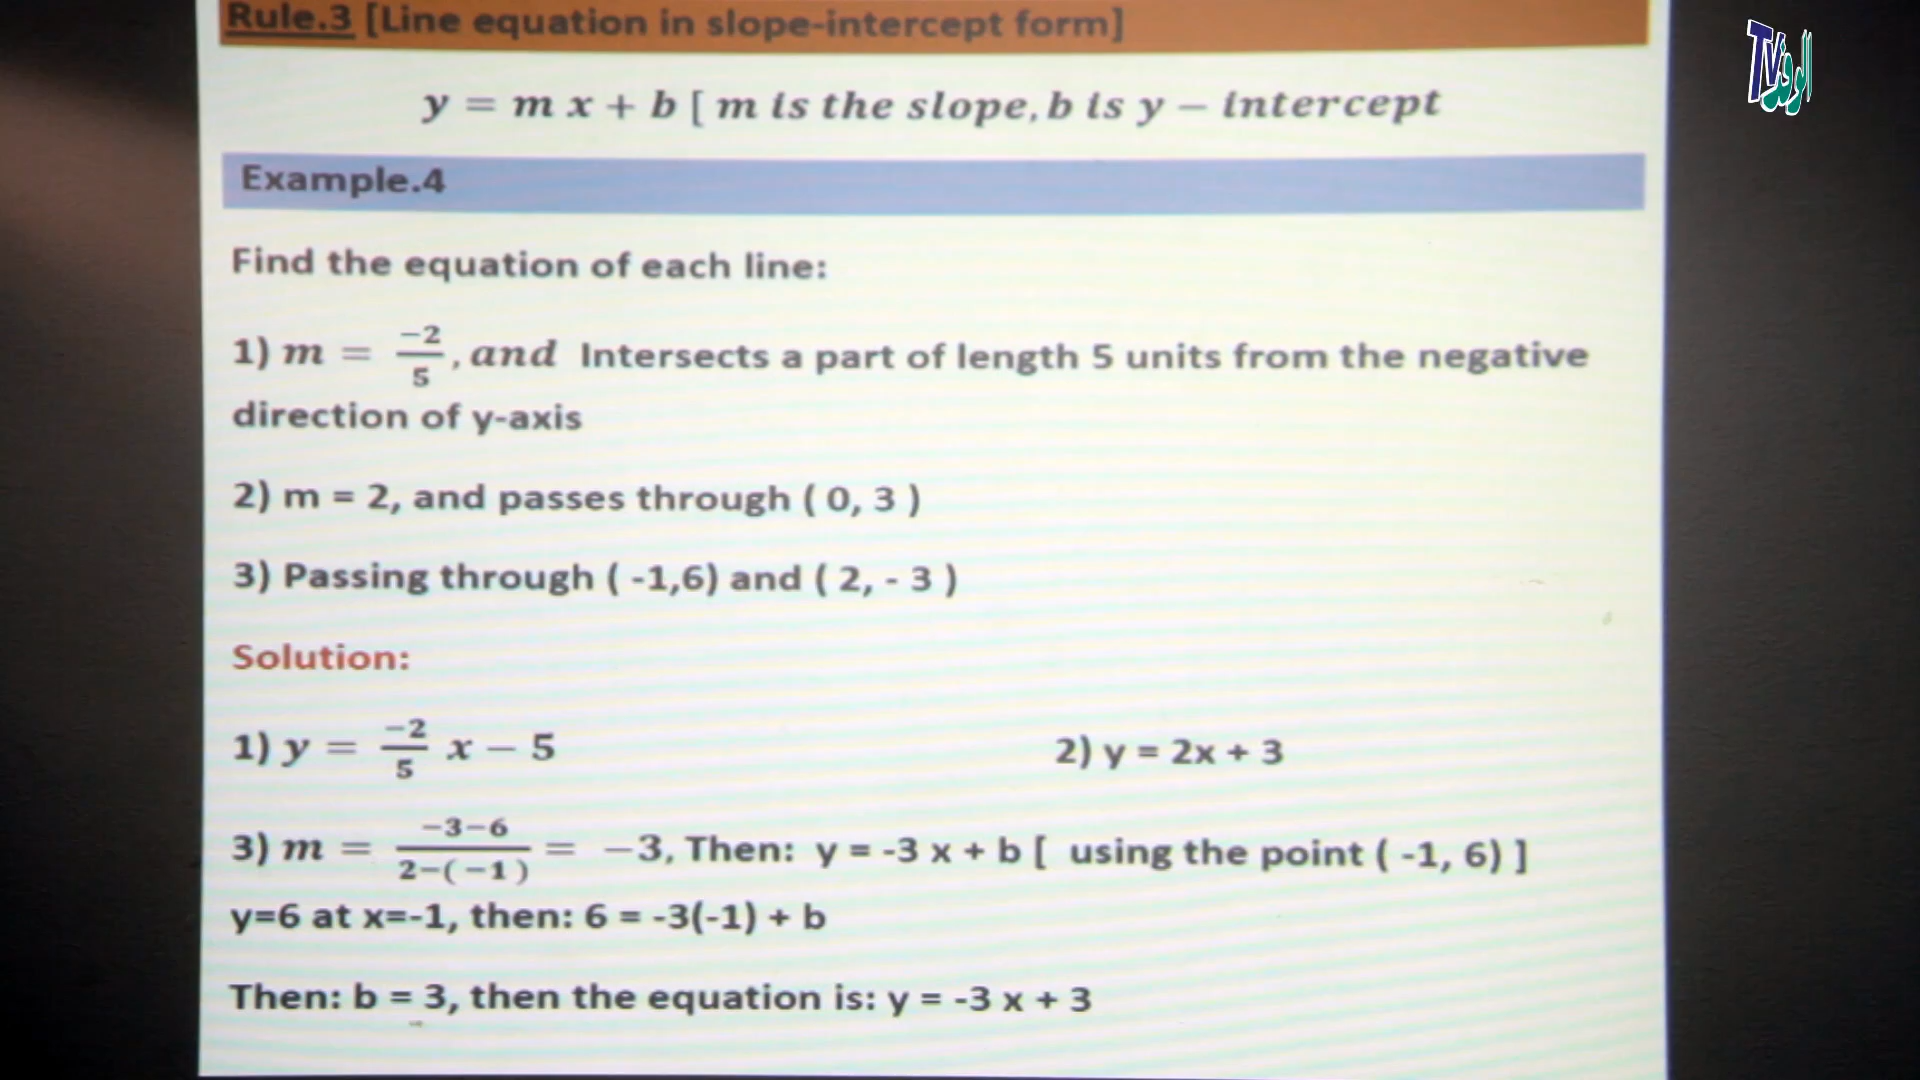 Rule.3 [Line equation in slope-intercept form]
TV الوفد
y = m x + b [ m is the slope, b is y − intercept
Example.4
Find the equation of each line:
1) m = −2/5 , and Intersects a part of length 5 units from the negative
direction of y-axis
2) m = 2, and passes through ( 0, 3 )
3) Passing through ( -1,6) and ( 2, - 3 )
Solution:
1) y = −2/5 x − 5 2) y = 2x + 3
3) m = −3−6/2−(−1) = −3, Then: y = -3 x + b [ using the point ( -1, 6) ]
y=6 at x=-1, then: 6 = -3(-1) + b
Then: b = 3, then the equation is: y = -3 x + 3